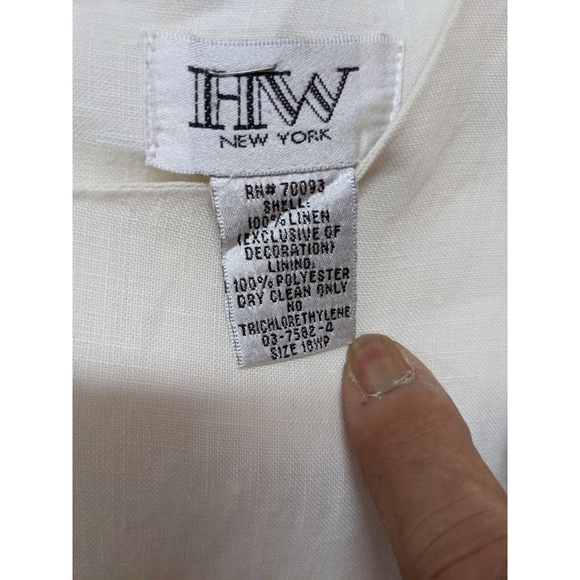 HW
NEW YORK
RN# 70093
SHELL:
100% LINEN
(EXCLUSIVE OF
DECORATION)
LINING:
100% POLYESTER
DRY CLEAN ONLY
NO
TRICHLORETHYLENE
03-7582-4
SIZE 18WP